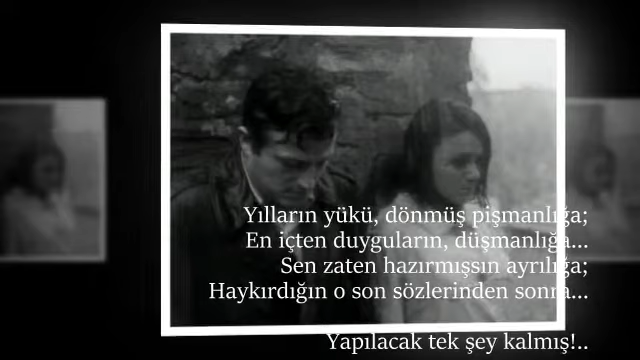 Yılların yükü, dönmüş pişmanlığa;
En içten duyguların, düşmanlığa...
Sen zaten hazırmışsın ayrılığa;
Haykırdığın o son sözlerinden sonra...
Yapılacak tek şey kalmış!..